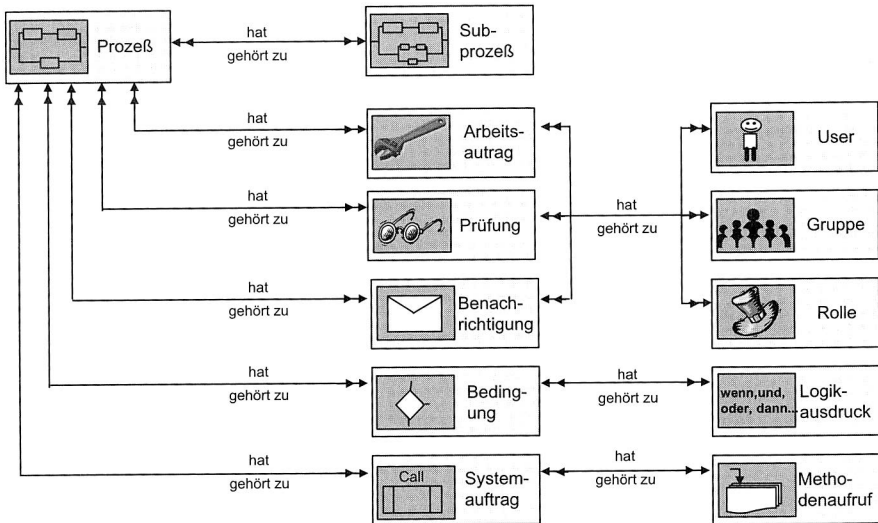 Prozeß
hat
gehört zu
Sub-
prozeß
hat
gehört zu
Arbeits-
autrag
User
hat
gehört zu
Prüfung
hat
gehört zu
Gruppe
hat
gehört zu
Benach-
richtigung
Rolle
hat
gehört zu
Beding-
ung
hat
gehört zu
wenn,und,
oder, dann...
Logik-
ausdruck
hat
gehört zu
Call
System-
auftrag
hat
gehört zu
Metho-
denaufruf